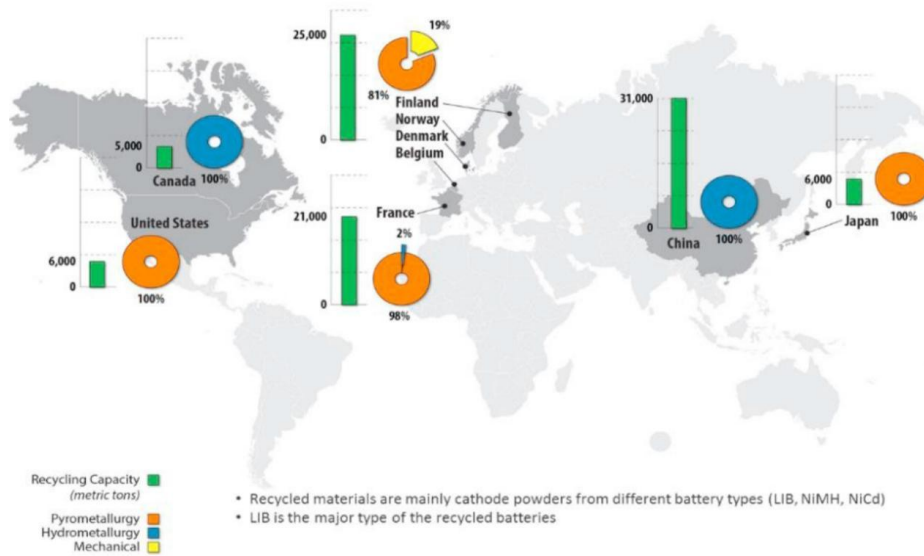 19%
25,000
81%
Finland
Norway
Denmark
Belgium
0
31,000
5,000
0
Canada
100%
6,000
0
Japan
100%
United States
21,000
France
2%
0
China
100%
6,000
0
100%
0
98%
Recycling Capacity
(metric tons)
Pyrometallurgy
Hydrometallurgy
Mechanical
• Recycled materials are mainly cathode powders from different battery types (LIB, NiMH, NiCd)
• LIB is the major type of the recycled batteries